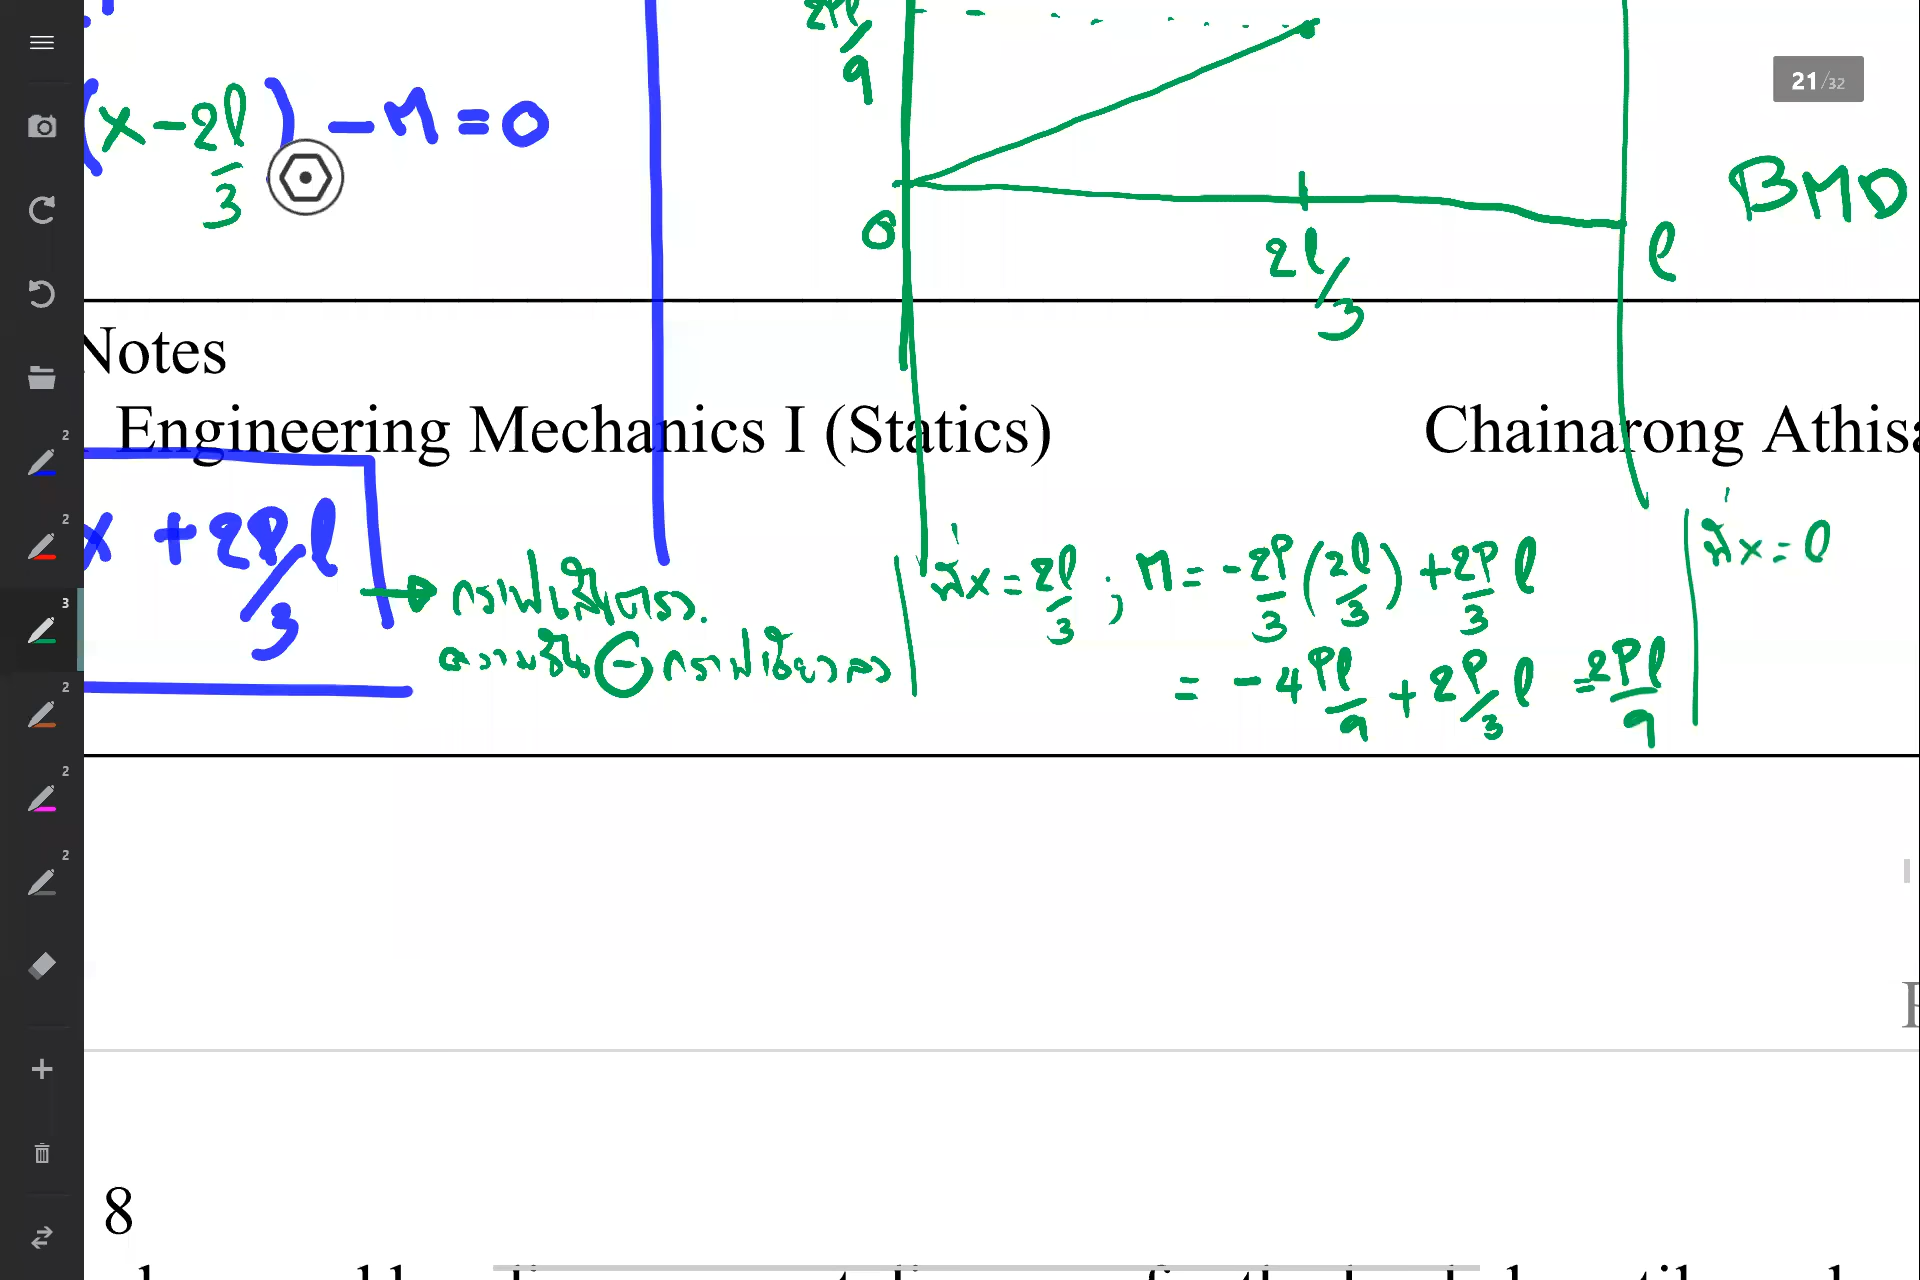 2Pl/9
21/32
(x-2l/3)-M=0
BMD
0
2l/3
l
Notes
Engineering Mechanics I (Statics)
Chainarong Athisa
x +2P/3 l
กราฟเส้นตรง.
ความชัน ⊖ กราฟเอียงลง
ที่ x = 2l/3 ; M = -2P/3 (2l/3) + 2P/3 l
= -4Pl/9 + 2P/3 l = 2Pl/9
ที่ x = l
8